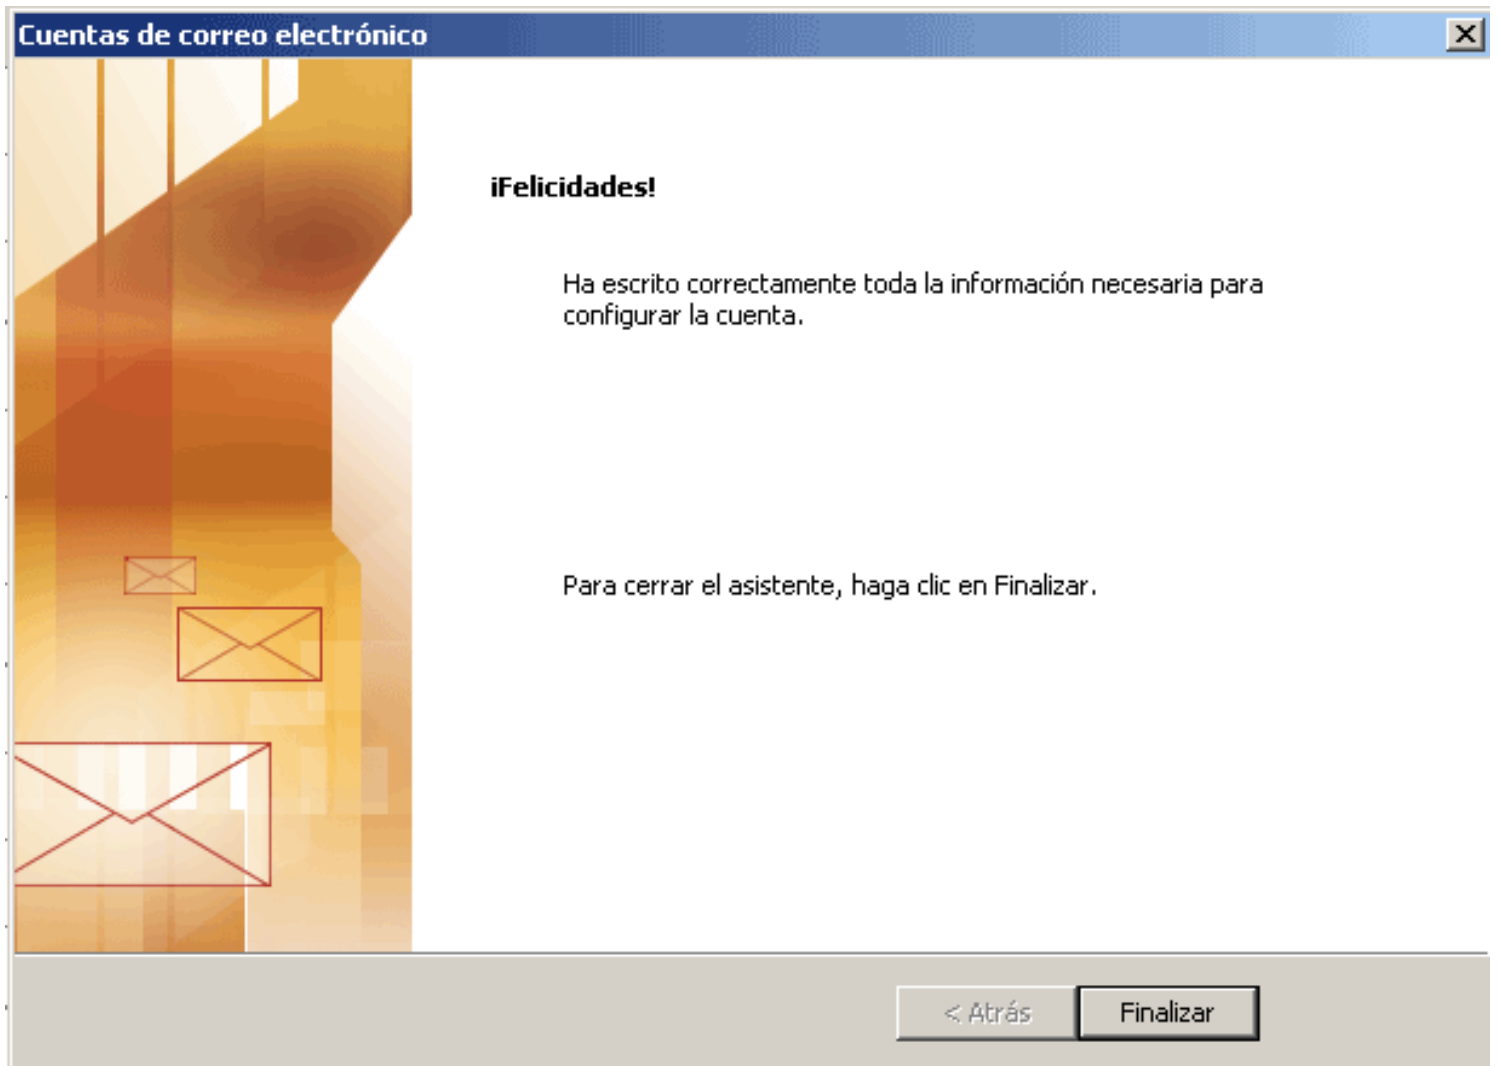 Cuentas de correo electrónico
¡Felicidades!
Ha escrito correctamente toda la información necesaria para
configurar la cuenta.
Para cerrar el asistente, haga clic en Finalizar.
< Atrás
Finalizar